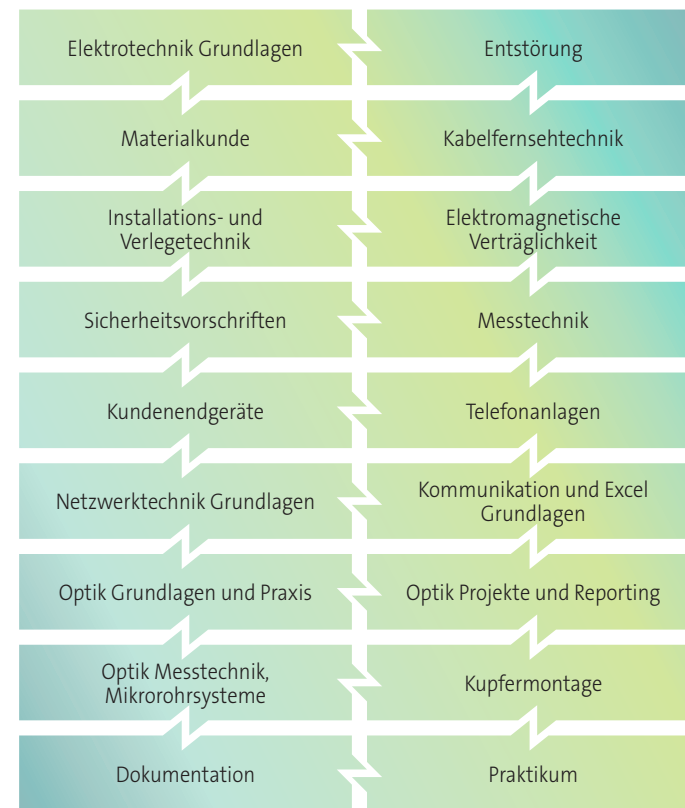 Elektrotechnik Grundlagen
Entstörung
Materialkunde
Kabelfernsehtechnik
Installations- und
Verlegetechnik
Elektromagnetische
Verträglichkeit
Sicherheitsvorschriften
Messtechnik
Kundenendgeräte
Telefonanlagen
Netzwerktechnik Grundlagen
Kommunikation und Excel
Grundlagen
Optik Grundlagen und Praxis
Optik Projekte und Reporting
Optik Messtechnik,
Mikrorohrsysteme
Kupfermontage
Dokumentation
Praktikum